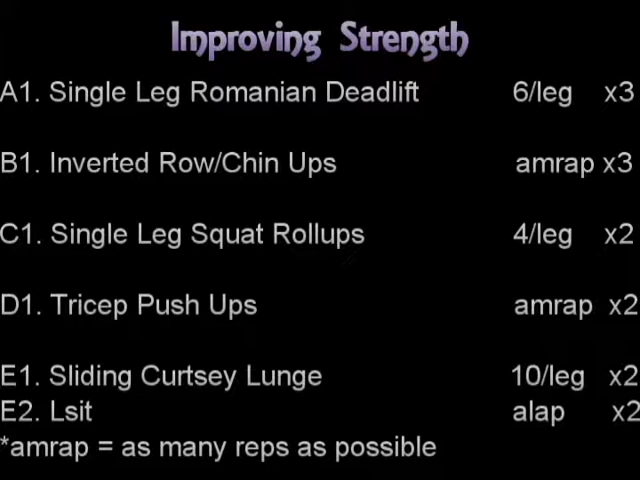 Improving Strength
A1. Single Leg Romanian Deadlift 6/leg x3
B1. Inverted Row/Chin Ups amrap x3
C1. Single Leg Squat Rollups 4/leg x2
D1. Tricep Push Ups amrap x2
E1. Sliding Curtsey Lunge 10/leg x2
E2. Lsit alap x2
*amrap = as many reps as possible